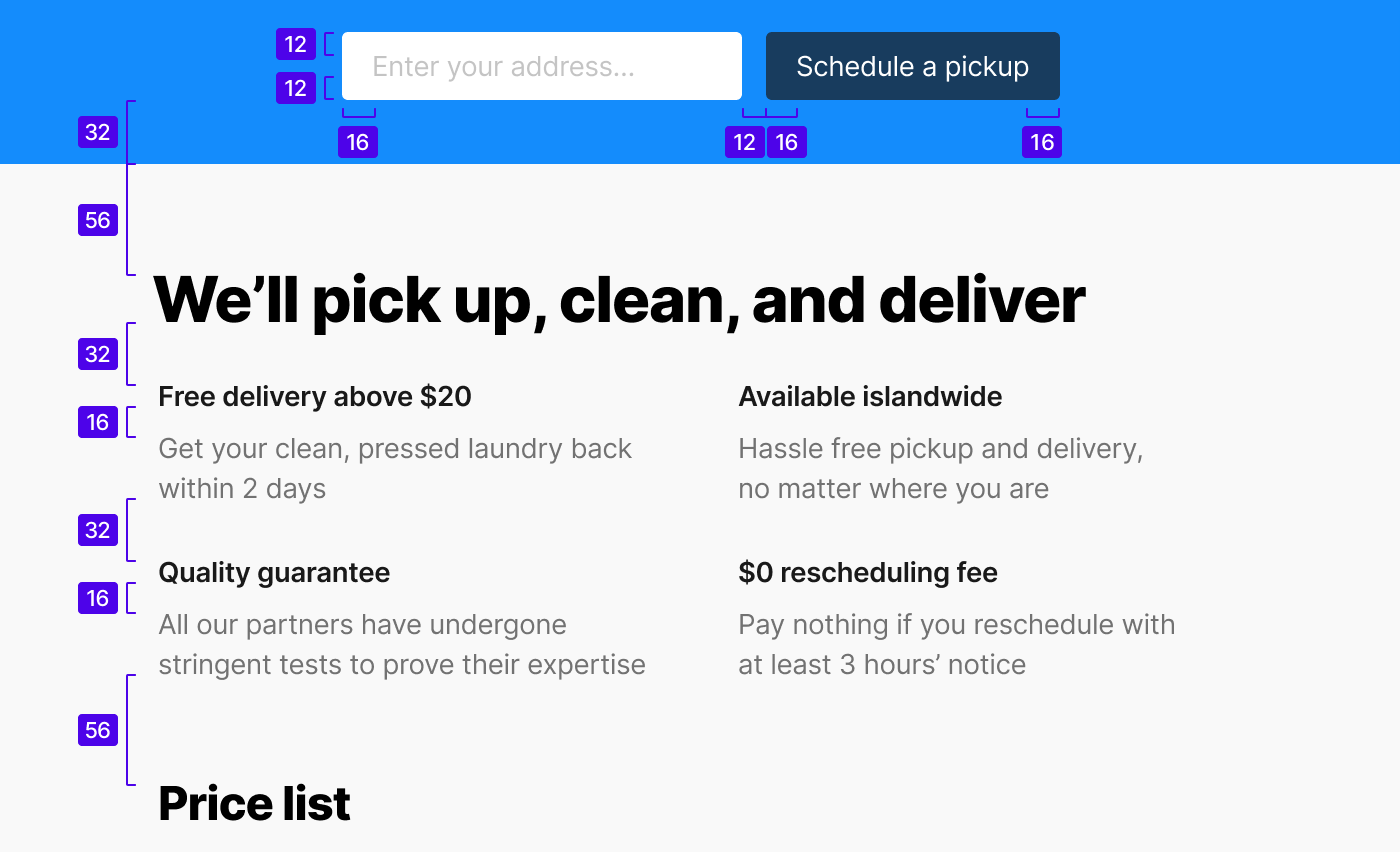 12
Enter your address...
Schedule a pickup
12
32
16
12
16
16
56
We’ll pick up, clean, and deliver
32
Free delivery above $20
Available islandwide
16
Get your clean, pressed laundry back
within 2 days
Hassle free pickup and delivery,
no matter where you are
32
Quality guarantee
$0 rescheduling fee
16
All our partners have undergone
stringent tests to prove their expertise
Pay nothing if you reschedule with
at least 3 hours’ notice
56
Price list